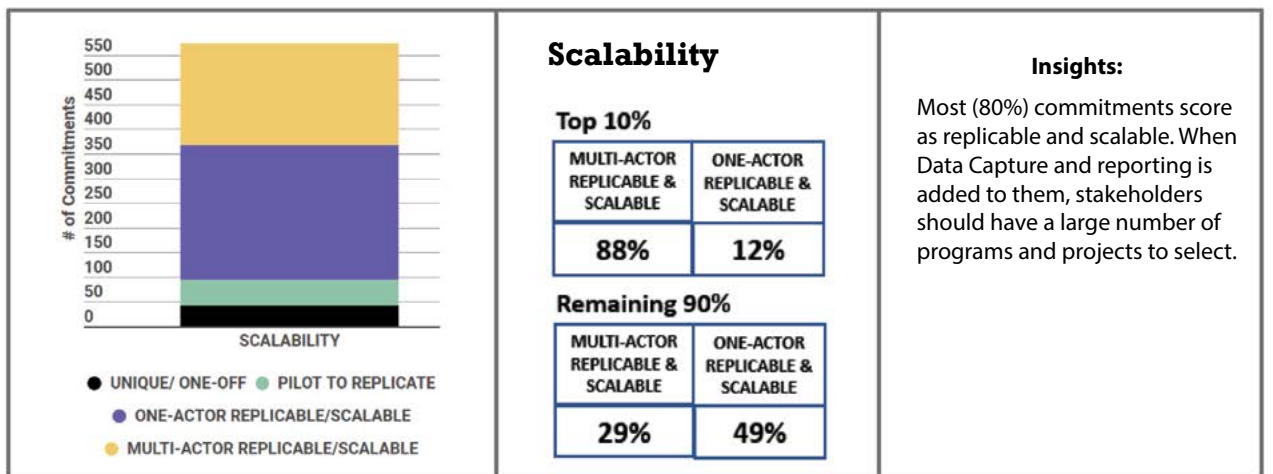 550
500
450
400
350
300
250
200
150
100
50
0
# of Commitments
SCALABILITY
UNIQUE/ ONE-OFF PILOT TO REPLICATE
ONE-ACTOR REPLICABLE/SCALABLE
MULTI-ACTOR REPLICABLE/SCALABLE
Scalability
Top 10%
MULTI-ACTOR REPLICABLE & SCALABLE ONE-ACTOR REPLICABLE & SCALABLE
88% 12%
Remaining 90%
MULTI-ACTOR REPLICABLE & SCALABLE ONE-ACTOR REPLICABLE & SCALABLE
29% 49%
Insights:
Most (80%) commitments score
as replicable and scalable. When
Data Capture and reporting is
added to them, stakeholders
should have a large number of
programs and projects to select.